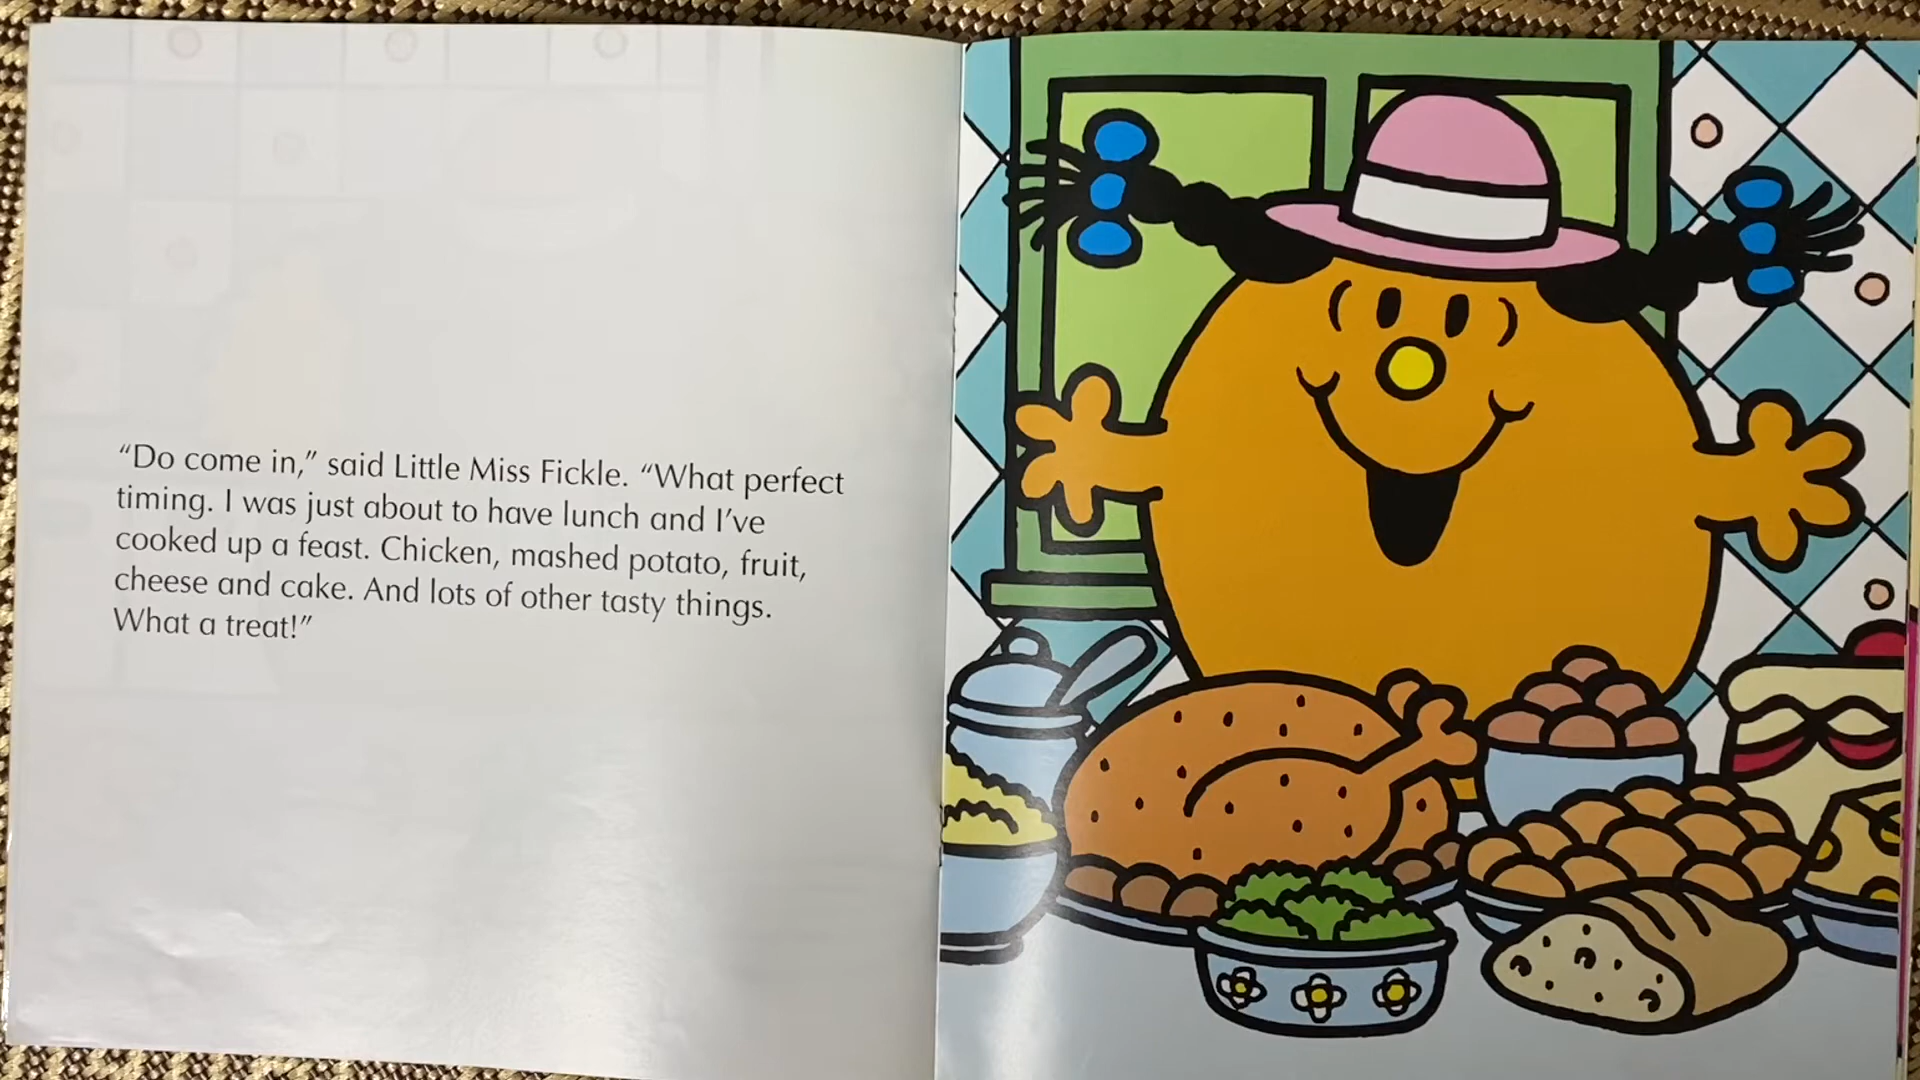 “Do come in,” said Little Miss Fickle. “What perfect
timing. I was just about to have lunch and I’ve
cooked up a feast. Chicken, mashed potato, fruit,
cheese and cake. And lots of other tasty things.
What a treat!”